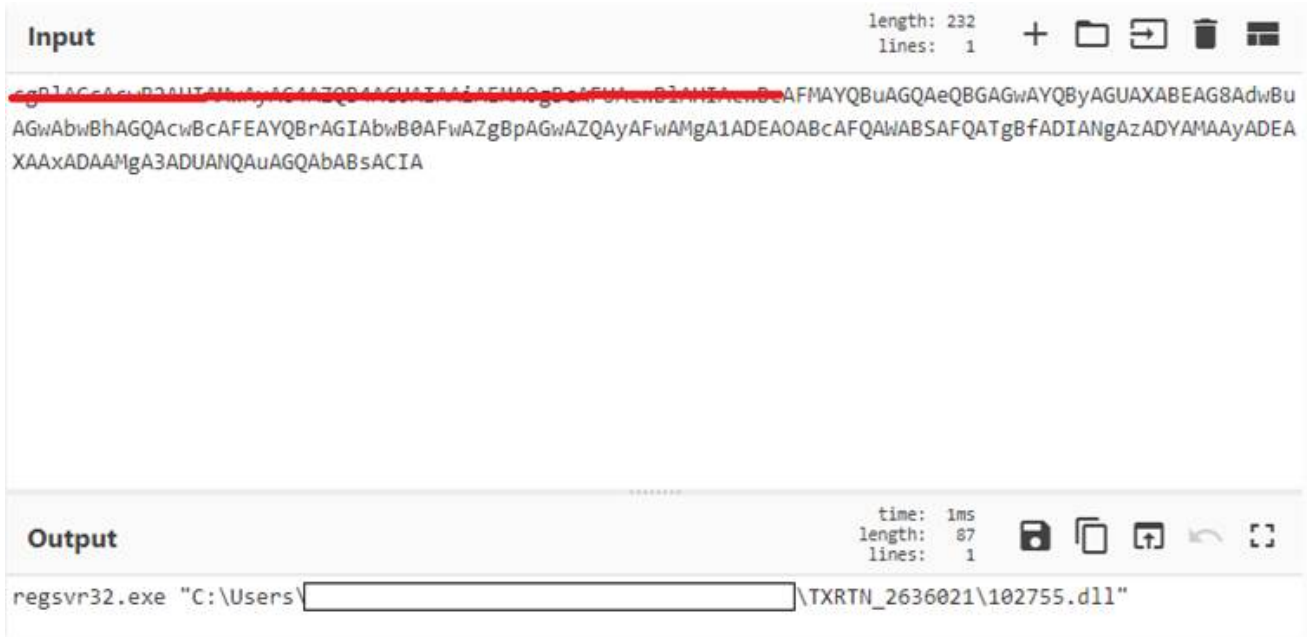 Input
length: 232
lines: 1
AFMAYQBuAGQAeQBGAGwAYQByAGUAXABEAG8AdwBu
AGwAbwBhAGQAcwBcAFEAYQBrAGIAbwB0AFwAZgBpAGwAZQAyAFwAMgA1ADEAOABcAFQAWABSAFQATgBfADIANgAzADYAMAAyADEA
XAAxADAAMgA3ADUANQAuAGQAbABsACIA
Output
time: 1ms
length: 87
lines: 1
regsvr32.exe "C:\Users\ \TXRTN_2636021\102755.dll"